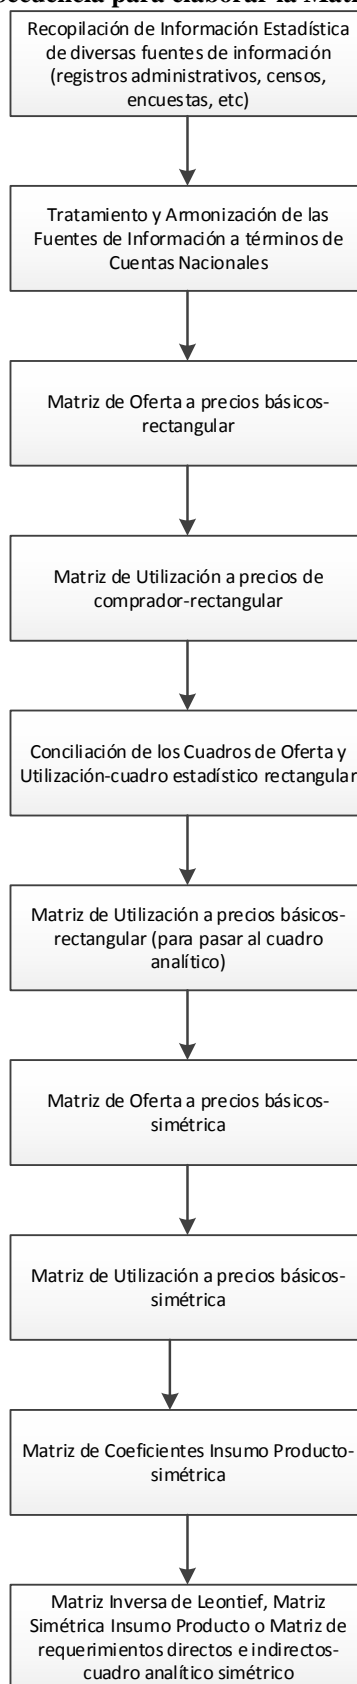 para elaborar la
Recopilación de Información Estadística
de diversas fuentes de información
(registros administrativos, censos,
encuestas, etc)
Tratamiento y Armonización de las
Fuentes de Información a términos de
Cuentas Nacionales
Matriz de Oferta a precios básicos-
rectangular
Matriz de Utilización a precios de
comprador-rectangular
Conciliación de los Cuadros de Oferta y
Utilización-cuadro estadístico rectangular
Matriz de Utilización a precios básicos-
rectangular (para pasar al cuadro
analítico)
Matriz de Oferta a precios básicos-
simétrica
Matriz de Utilización a precios básicos-
simétrica
Matriz de Coeficientes Insumo Producto-
simétrica
Matriz Inversa de Leontief, Matriz
Simétrica Insumo Producto o Matriz de
requerimientos directos e indirectos-
cuadro analítico simétrico